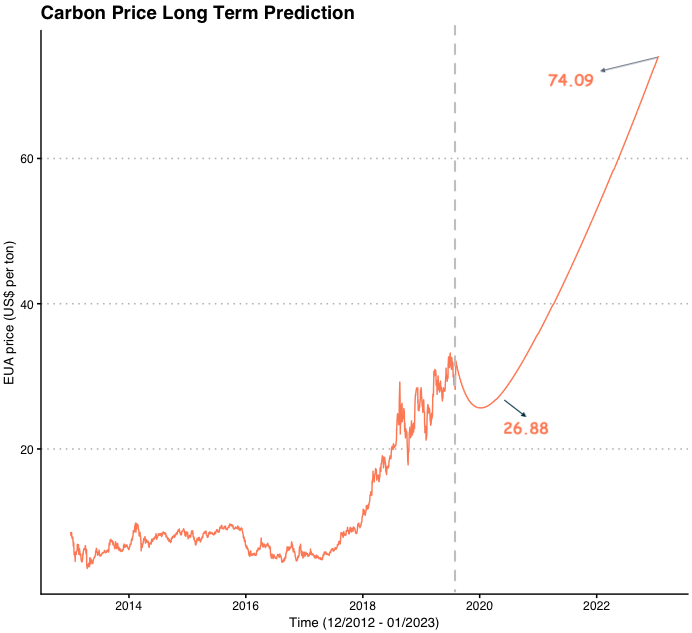 Carbon Price Long Term Prediction
74.09
60
40
EUA price (US$ per ton)
26.88
20
2014 2016 2018 2020 2022
Time (12/2012 - 01/2023)